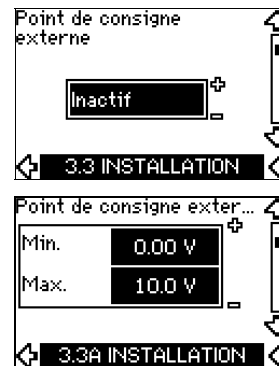 Point de consigne
externe
Inactif
3.3 INSTALLATION
Point de consigne exter...
Min. 0.00 V
Max. 10.0 V
3.3A INSTALLATION